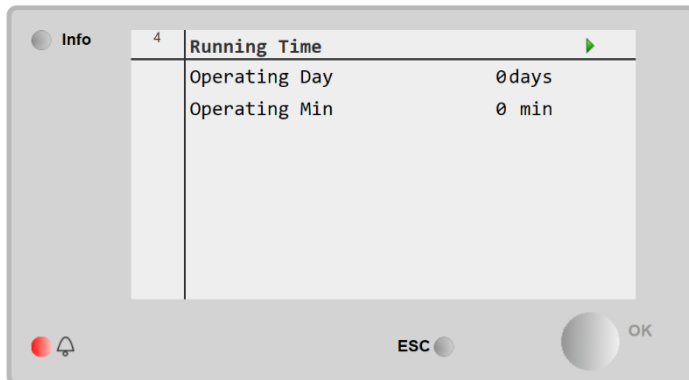 Info
4 Running Time
Operating Day 0days
Operating Min 0 min
ESC
OK